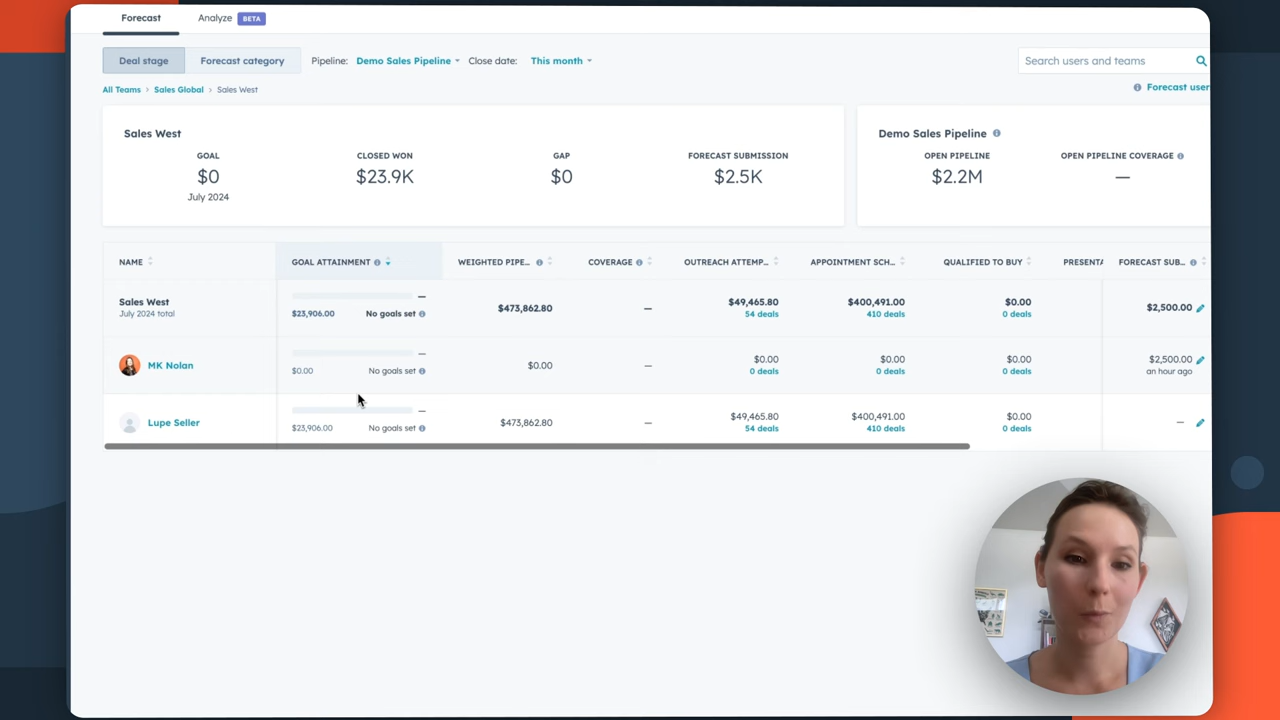 Forecast Analyze BETA
Deal stage Forecast category Pipeline: Demo Sales Pipeline Close date: This month Search users and teams
All Teams › Sales Global › Sales West Forecast user
Sales West
GOAL CLOSED WON GAP FORECAST SUBMISSION
$0 $23.9K $0 $2.5K
July 2024
Demo Sales Pipeline
OPEN PIPELINE OPEN PIPELINE COVERAGE
$2.2M —
NAME GOAL ATTAINMENT WEIGHTED PIPE... COVERAGE OUTREACH ATTEMP... APPOINTMENT SCH... QUALIFIED TO BUY PRESENTA FORECAST SUB...
Sales West — $473,862.80 — $49,465.80 $400,491.00 $0.00 $2,500.00
July 2024 total $23,906.00 No goals set 54 deals 410 deals 0 deals
MK Nolan — $0.00 — $0.00 $0.00 $0.00 $2,500.00
$0.00 No goals set 0 deals 0 deals 0 deals an hour ago
Lupe Seller — $473,862.80 — $49,465.80 $400,491.00 $0.00 —
$23,906.00 No goals set 54 deals 410 deals 0 deals